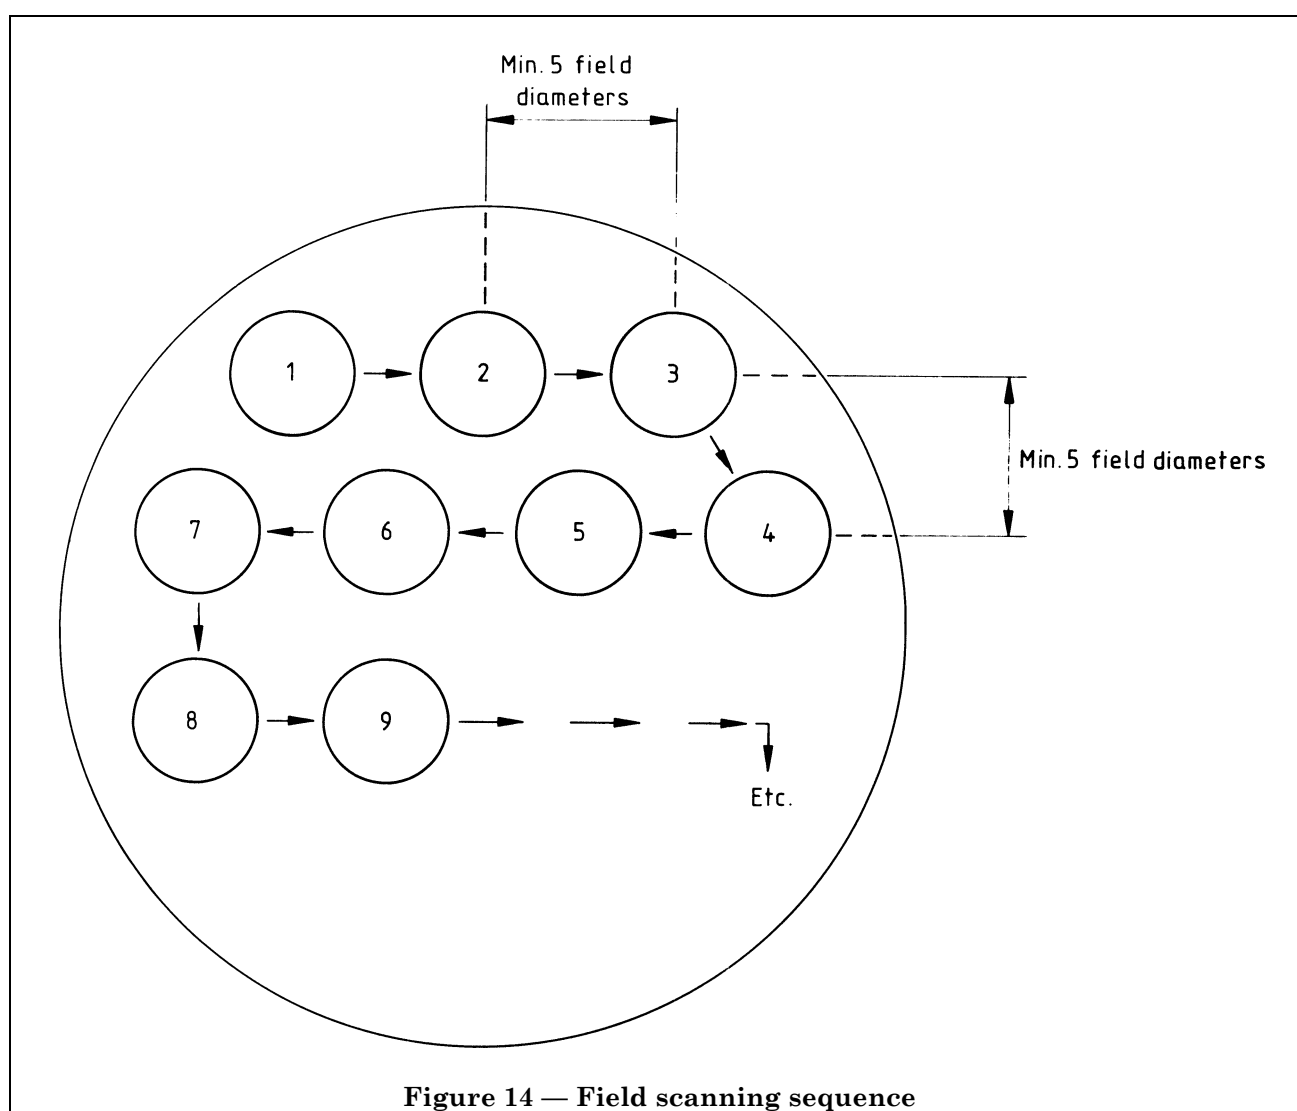 Min. 5 field
diameters
1
2
3
Min. 5 field diameters
7
6
5
4
8
9
Etc.
Figure 14 — Field scanning sequence